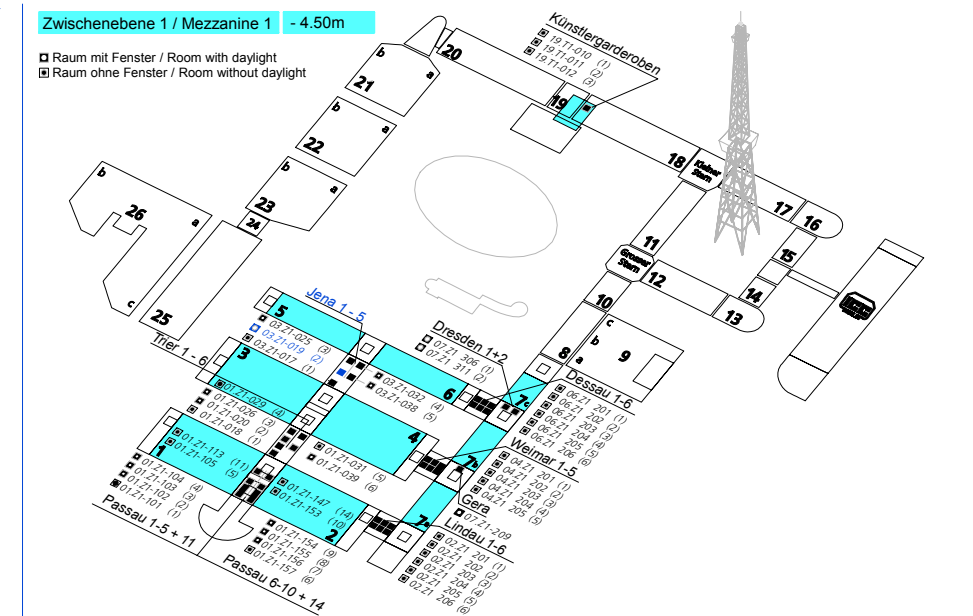 Zwischenebene 1 / Mezzanine 1 - 4.50m
Raum mit Fenster / Room with daylight
Raum ohne Fenster / Room without daylight
Künstlergarderoben
19.T1-010 (1)
19.T1-011 (2)
19.T1-012 (3)
20
b
a
21
19
b
a
22
18
Kleiner
Stern
b
a
23
17
16
b
26
a
24
11
15
Grosser
Stern
12
14
13
c
25
10
c
b
9
a
8
Jena 1 - 5
5
03.Z1-025 (3)
03.Z1-019 (2)
03.Z1-017 (1)
Dresden 1+2
07.Z1 306 (1)
07.Z1 311 (2)
Trier 1 - 6
3
01.Z1-029 (4)
01.Z1-026 (3)
01.Z1-020 (2)
01.Z1-018 (1)
03.Z1-032 (4)
03.Z1-038 (5)
6
7c
Dessau 1-6
06.Z1 201 (1)
06.Z1 202 (2)
06.Z1 203 (3)
06.Z1 204 (4)
06.Z1 205 (5)
06.Z1 206 (6)
4
01.Z1-031 (5)
01.Z1-039 (6)
7b
Weimar 1-5
04.Z1 201 (1)
04.Z1 202 (2)
04.Z1 203 (3)
04.Z1 204 (4)
04.Z1 205 (5)
Gera
07.Z1-209
1
01.Z1-113 (11)
01.Z1-105 (5)
01.Z1-104 (4)
01.Z1-103 (3)
01.Z1-102 (2)
01.Z1-101 (1)
Passau 1-5 + 11
01.Z1-147 (14)
01.Z1-153 (10)
2
01.Z1-154 (9)
01.Z1-155 (8)
01.Z1-156 (7)
01.Z1-157 (6)
Passau 6-10 + 14
7a
Lindau 1-6
02.Z1 201 (1)
02.Z1 202 (2)
02.Z1 203 (3)
02.Z1 204 (4)
02.Z1 205 (5)
02.Z1 206 (6)